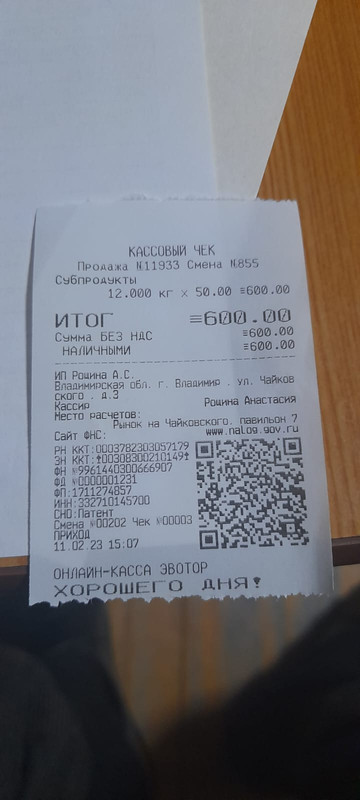 КАССОВЫЙ ЧЕК
Продажа №11933 Смена №855
Субпродукты
12.000 кг x 50.00 ≡600.00
ИТОГ ≡600.00
Сумма БЕЗ НДС ≡600.00
НАЛИЧНЫМИ ≡600.00
ИП Рощина А.С.
Владимирская обл. г. Владимир . ул. Чайков
ского . д.3
Кассир Рощина Анастасия
Место расчетов:
Рынок на Чайковского, павильон 7
Сайт ФНС: www.nalog.gov.ru
РН ККТ:0003782303057179
ЗН ККТ:↑00308300210149↑
ФН №9961440300666907
ФД №0000001231
ФП:1711274857
ИНН:332710145700
СНО:Патент
Смена №00202 Чек №00003
ПРИХОД
11.02.23 15:07
ОНЛАЙН-КАССА ЭВОТОР
ХОРОШЕГО ДНЯ!